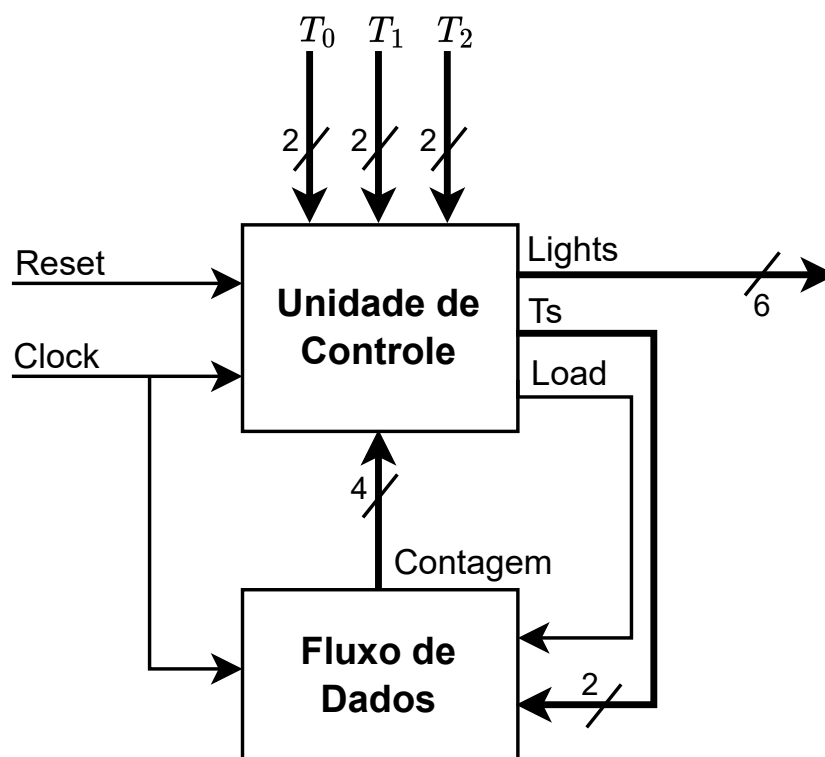 T₀ T₁ T₂
2 2 2
Reset
Clock
Unidade de
Controle
Lights
6
Ts
Load
4
Contagem
Fluxo de
Dados
2